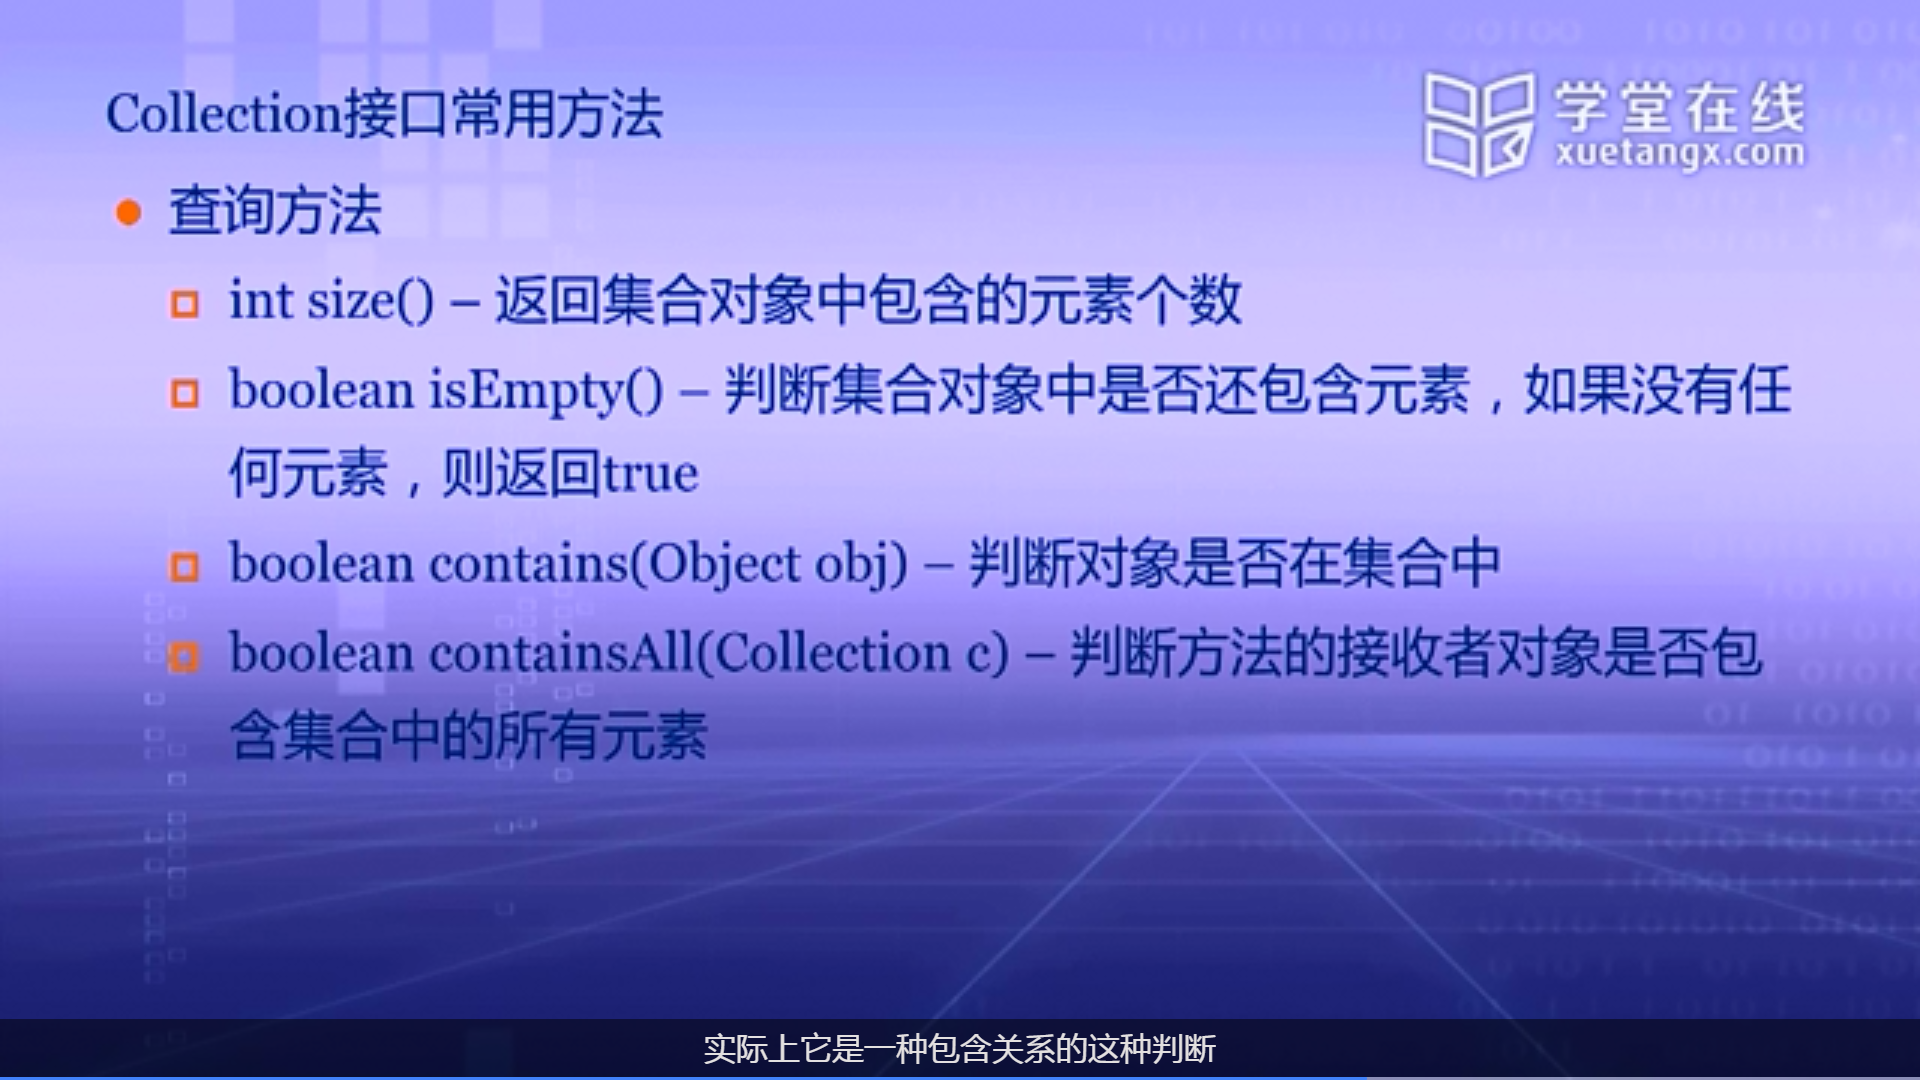 Collection接口常用方法
学堂在线
xuetangx.com
查询方法
int size() – 返回集合对象中包含的元素个数
boolean isEmpty() – 判断集合对象中是否还包含元素，如果没有任
何元素，则返回true
boolean contains(Object obj) – 判断对象是否在集合中
boolean containsAll(Collection c) – 判断方法的接收者对象是否包
含集合中的所有元素
实际上它是一种包含关系的这种判断